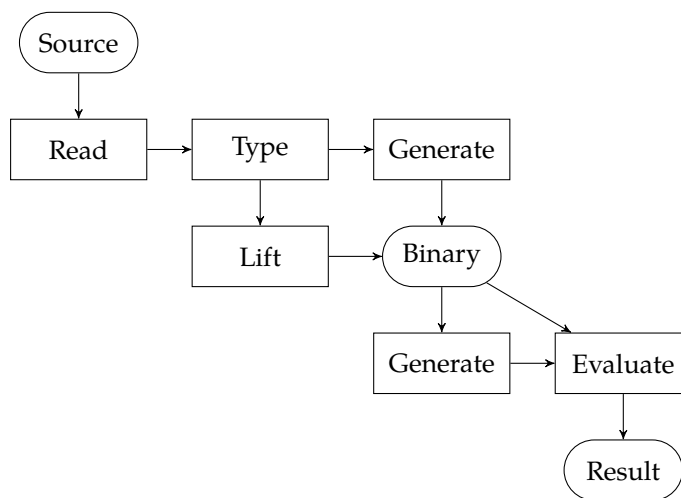 Source
Read
Type
Generate
Lift
Binary
Generate
Evaluate
Result